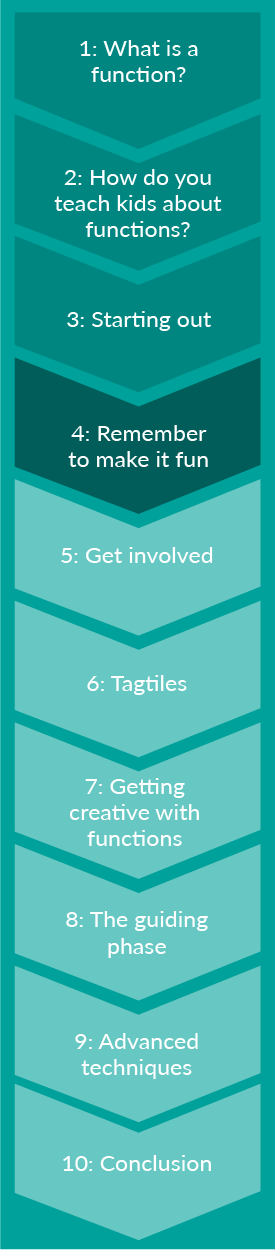 1: What is a
function?
2: How do you
teach kids about
functions?
3: Starting out
4: Remember
to make it fun
5: Get involved
6: Tagtiles
7: Getting
creative with
functions
8: The guiding
phase
9: Advanced
techniques
10: Conclusion